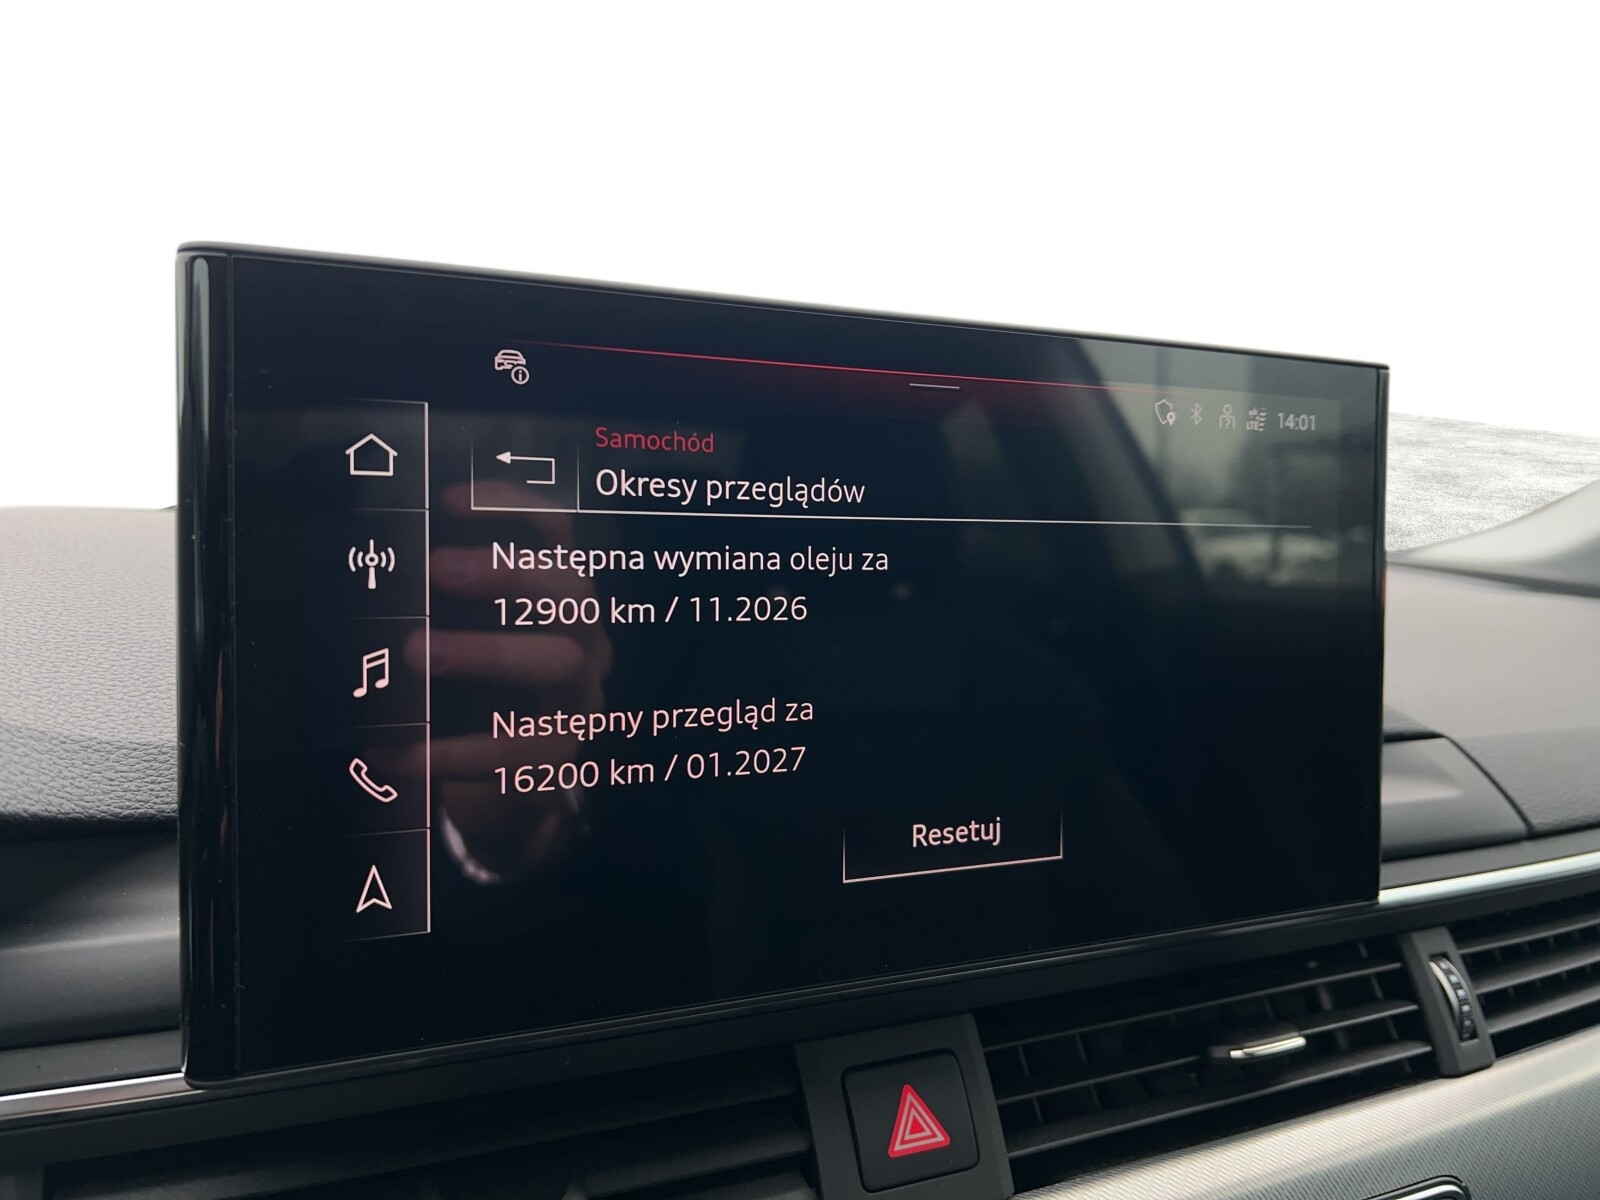 LTE
14:01
Samochód
Okresy przeglądów
Następna wymiana oleju za
12900 km / 11.2026
Następny przegląd za
16200 km / 01.2027
Resetuj